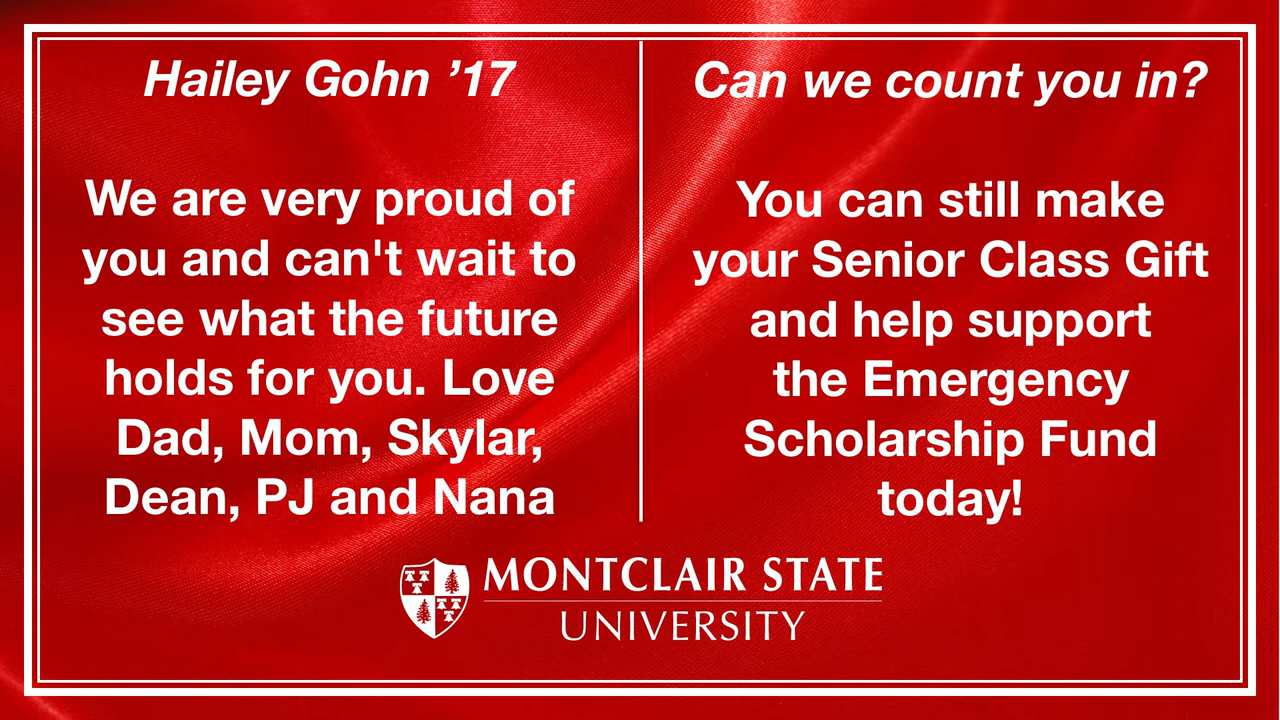 Hailey Gohn ’17
We are very proud of
you and can't wait to
see what the future
holds for you. Love
Dad, Mom, Skylar,
Dean, PJ and Nana
Can we count you in?
You can still make
your Senior Class Gift
and help support
the Emergency
Scholarship Fund
today!
MONTCLAIR STATE
UNIVERSITY